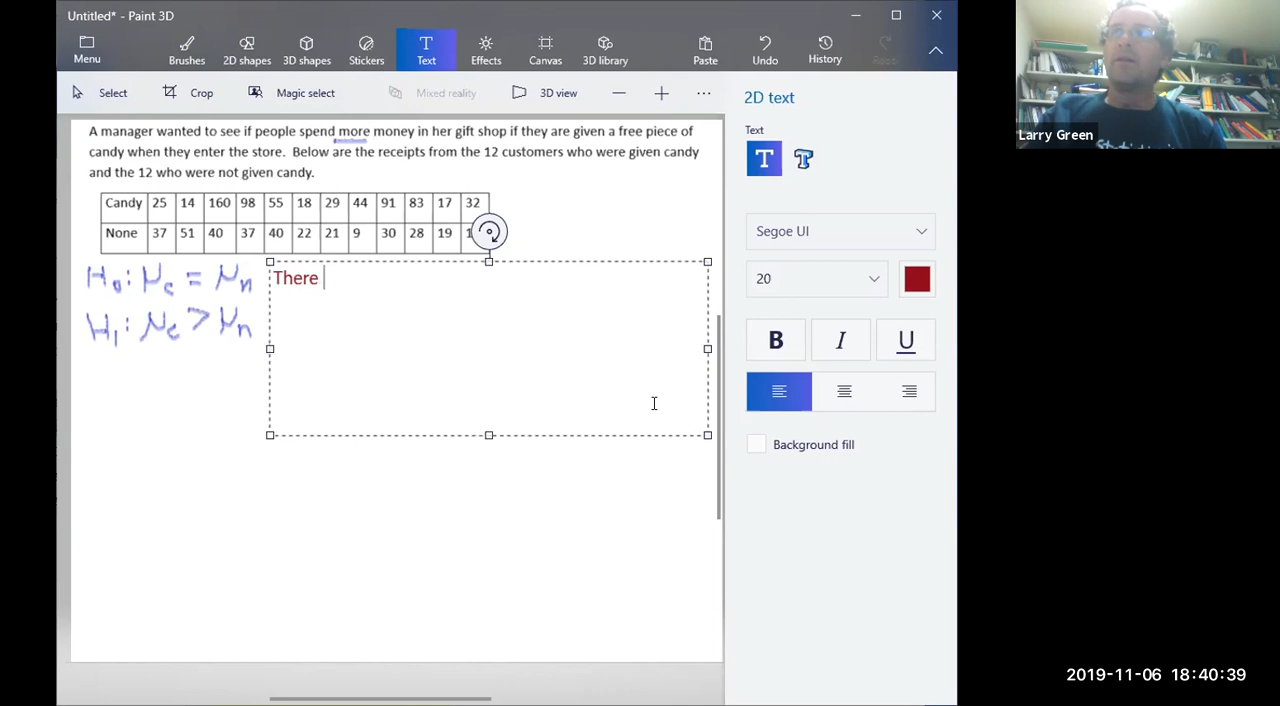 Untitled* - Paint 3D
Menu
Brushes
2D shapes
3D shapes
Stickers
Text
Effects
Canvas
3D library
Paste
Undo
History
Select
Crop
Magic select
Mixed reality
3D view
2D text
Text
Segoe UI
20
B I U
Background fill
A manager wanted to see if people spend more money in her gift shop if they are given a free piece of
candy when they enter the store. Below are the receipts from the 12 customers who were given candy
and the 12 who were not given candy.
Candy 25 14 160 98 55 18 29 44 91 83 17 32
None 37 51 40 37 40 22 21 9 30 28 19
H₀: μc = μn
H₁: μc > μn
There
Larry Green
2019-11-06 18:40:39